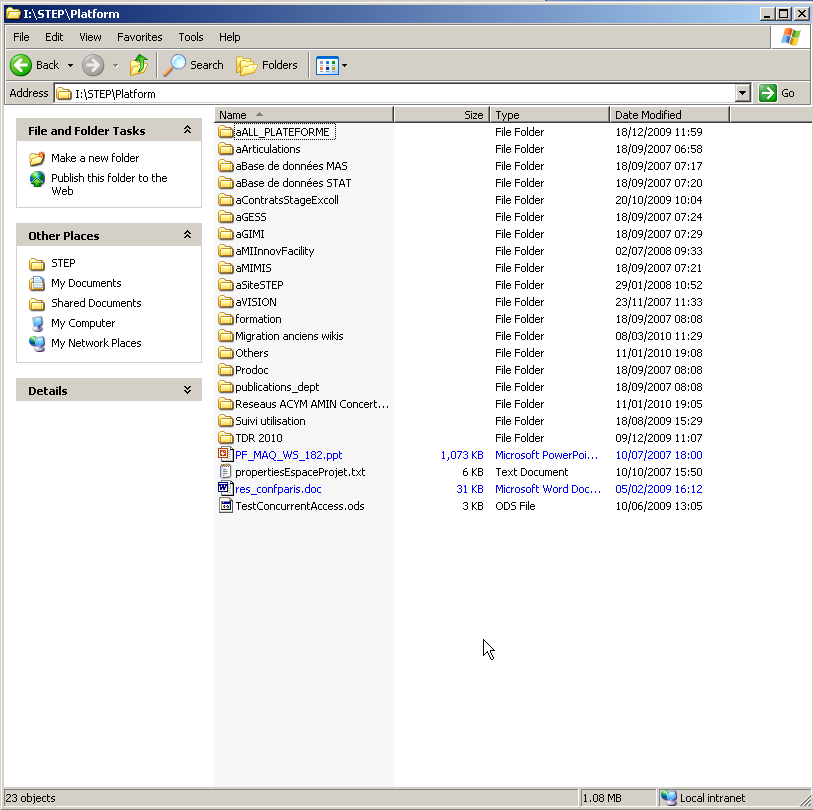 I:\STEP\Platform
File Edit View Favorites Tools Help
Back Search Folders
Address I:\STEP\Platform Go
File and Folder Tasks
Make a new folder
Publish this folder to the
Web
Other Places
STEP
My Documents
Shared Documents
My Computer
My Network Places
Details
Name Size Type Date Modified
aALL_PLATEFORME File Folder 18/12/2009 11:59
aArticulations File Folder 18/09/2007 06:58
aBase de données MAS File Folder 18/09/2007 07:17
aBase de données STAT File Folder 18/09/2007 07:20
aContratsStageExcoll File Folder 20/10/2009 10:04
aGESS File Folder 18/09/2007 07:24
aGIMI File Folder 18/09/2007 07:29
aMIInnovFacility File Folder 02/07/2008 09:33
aMIMIS File Folder 18/09/2007 07:21
aSiteSTEP File Folder 29/01/2008 10:52
aVISION File Folder 23/11/2007 11:33
formation File Folder 18/09/2007 08:08
Migration anciens wikis File Folder 08/03/2010 11:29
Others File Folder 11/01/2010 19:08
Prodoc File Folder 18/09/2007 08:08
publications_dept File Folder 18/09/2007 08:08
Reseaus ACYM AMIN Concert... File Folder 11/01/2010 19:05
Suivi utilisation File Folder 18/08/2009 15:29
TDR 2010 File Folder 09/12/2009 11:07
PF_MAQ_WS_182.ppt 1,073 KB Microsoft PowerPoi... 10/07/2007 18:00
propertiesEspaceProjet.txt 6 KB Text Document 10/10/2007 15:50
res_confparis.doc 31 KB Microsoft Word Doc... 05/02/2009 16:12
TestConcurrentAccess.ods 3 KB ODS File 10/06/2009 13:05
23 objects 1.08 MB Local intranet